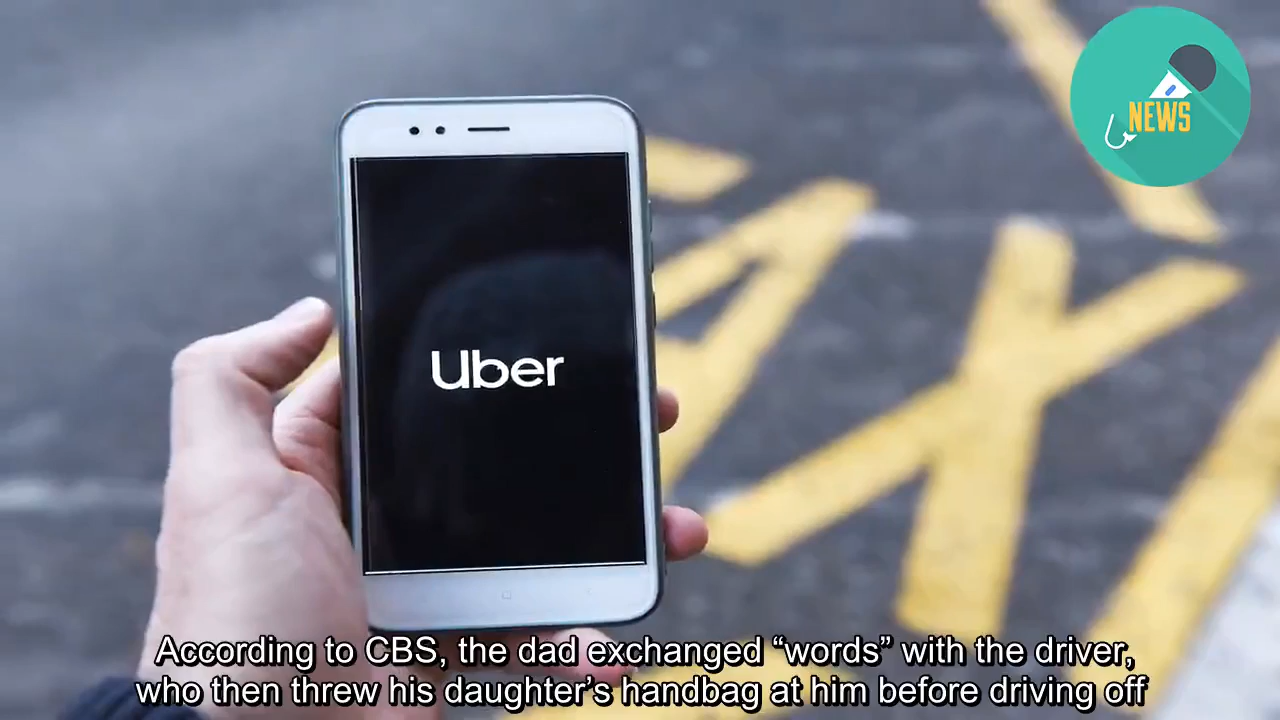 NEWS
Uber
TAXI
According to CBS, the dad exchanged “words” with the driver,
who then threw his daughter’s handbag at him before driving off